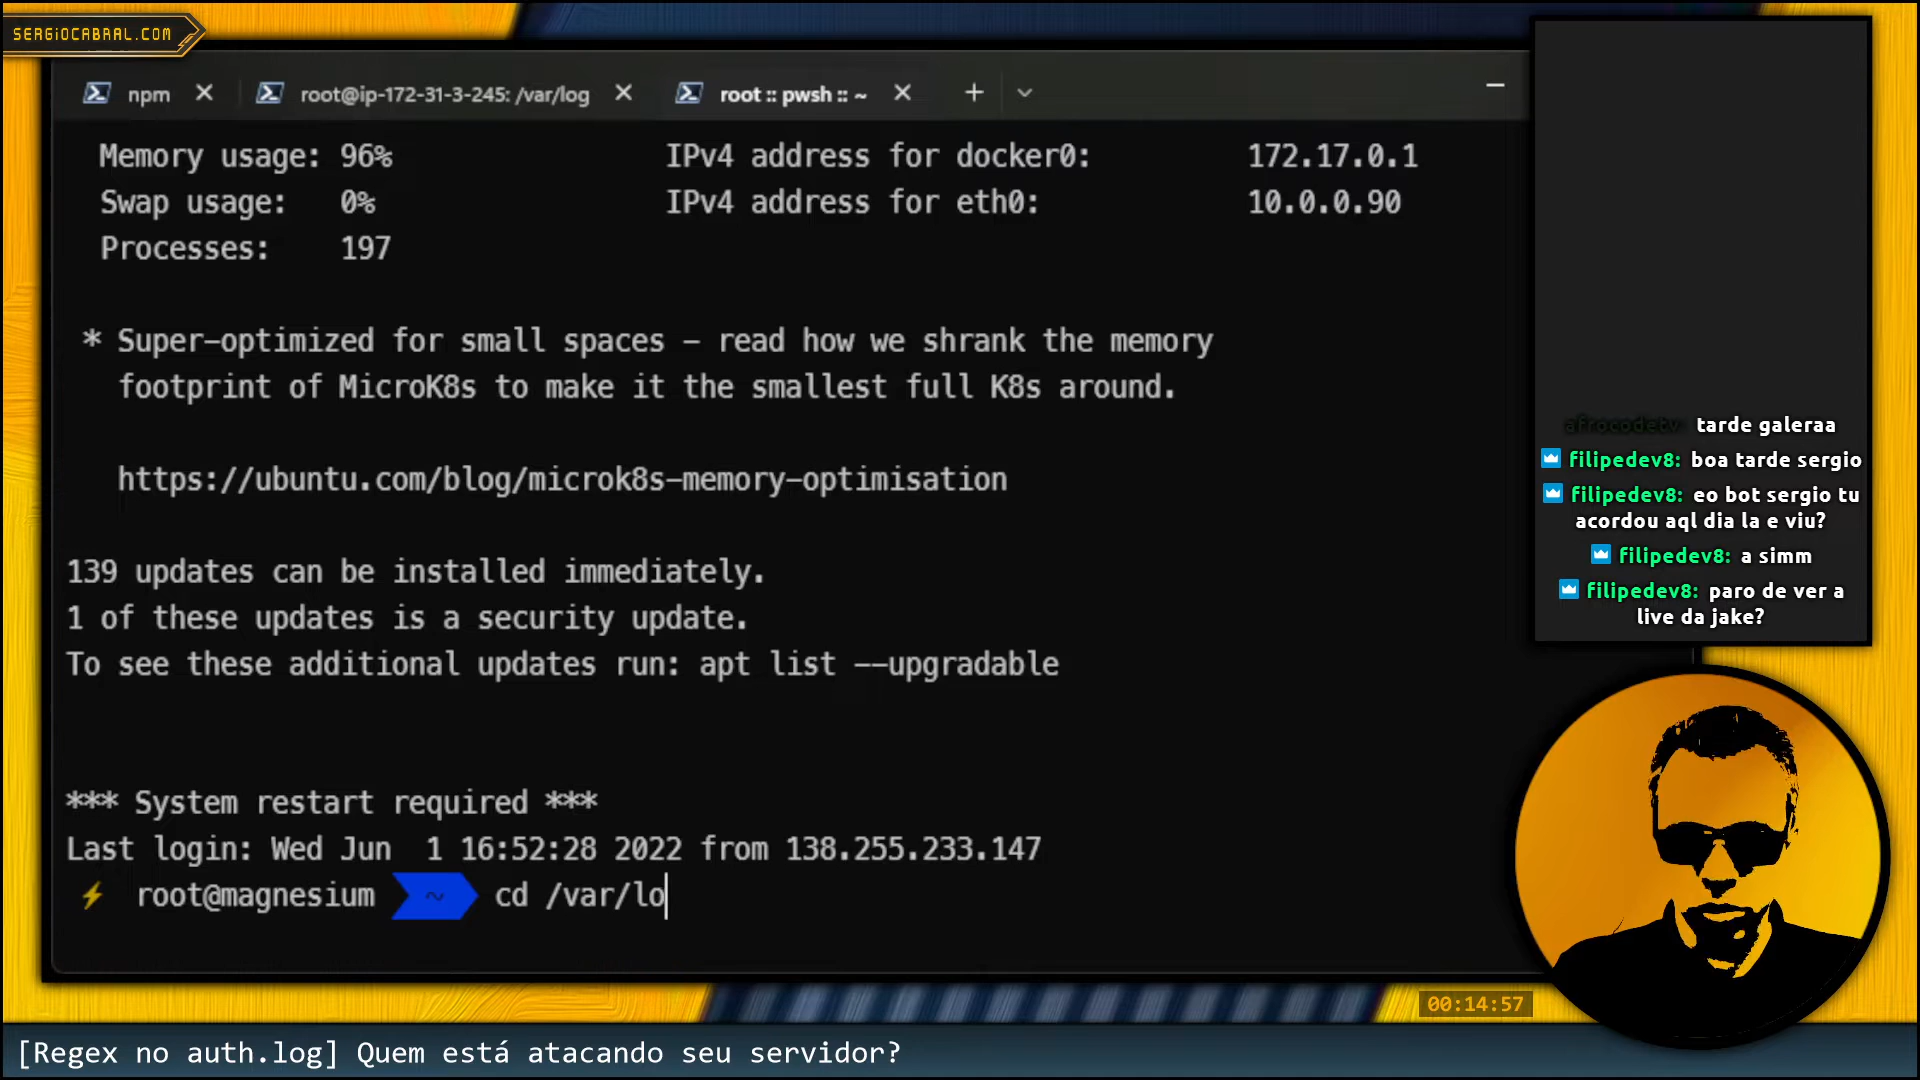 SERGIOCABRAL.COM
npm
root@ip-172-31-3-245: /var/log
root :: pwsh :: ~
Memory usage: 96% IPv4 address for docker0: 172.17.0.1
Swap usage: 0% IPv4 address for eth0: 10.0.0.90
Processes: 197
* Super-optimized for small spaces - read how we shrank the memory
footprint of MicroK8s to make it the smallest full K8s around.
https://ubuntu.com/blog/microk8s-memory-optimisation
139 updates can be installed immediately.
1 of these updates is a security update.
To see these additional updates run: apt list --upgradable
*** System restart required ***
Last login: Wed Jun  1 16:52:28 2022 from 138.255.233.147
root@magnesium ~ cd /var/lo
afrocodetv: tarde galeraa
filipedev8: boa tarde sergio
filipedev8: eo bot sergio tu
acordou aql dia la e viu?
filipedev8: a simm
filipedev8: paro de ver a
live da jake?
00:14:57
[Regex no auth.log] Quem está atacando seu servidor?